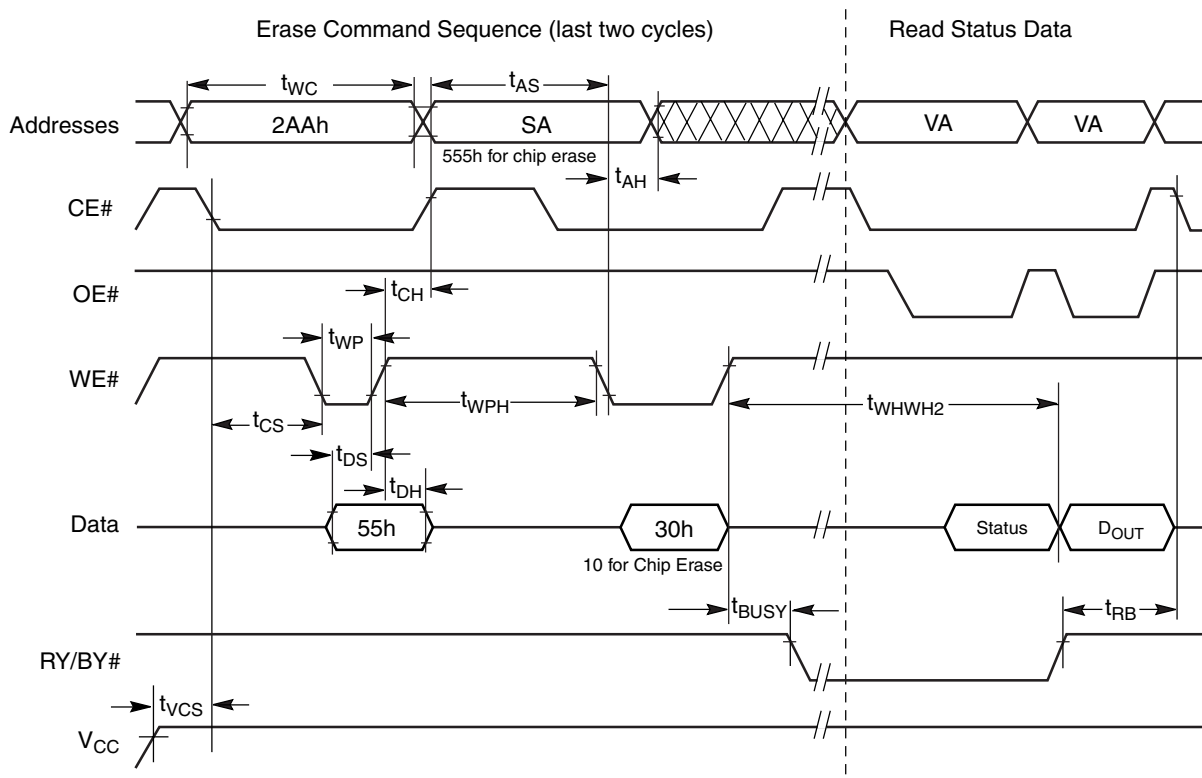 Erase Command Sequence (last two cycles) Read Status Data
tWC tAS
Addresses 2AAh SA VA VA
555h for chip erase
tAH
CE#
OE#
tCH
tWP
WE#
tWPH tWHWH2
tCS
tDS
tDH
Data 55h 30h Status DOUT
10 for Chip Erase
tBUSY tRB
RY/BY#
tVCS
VCC